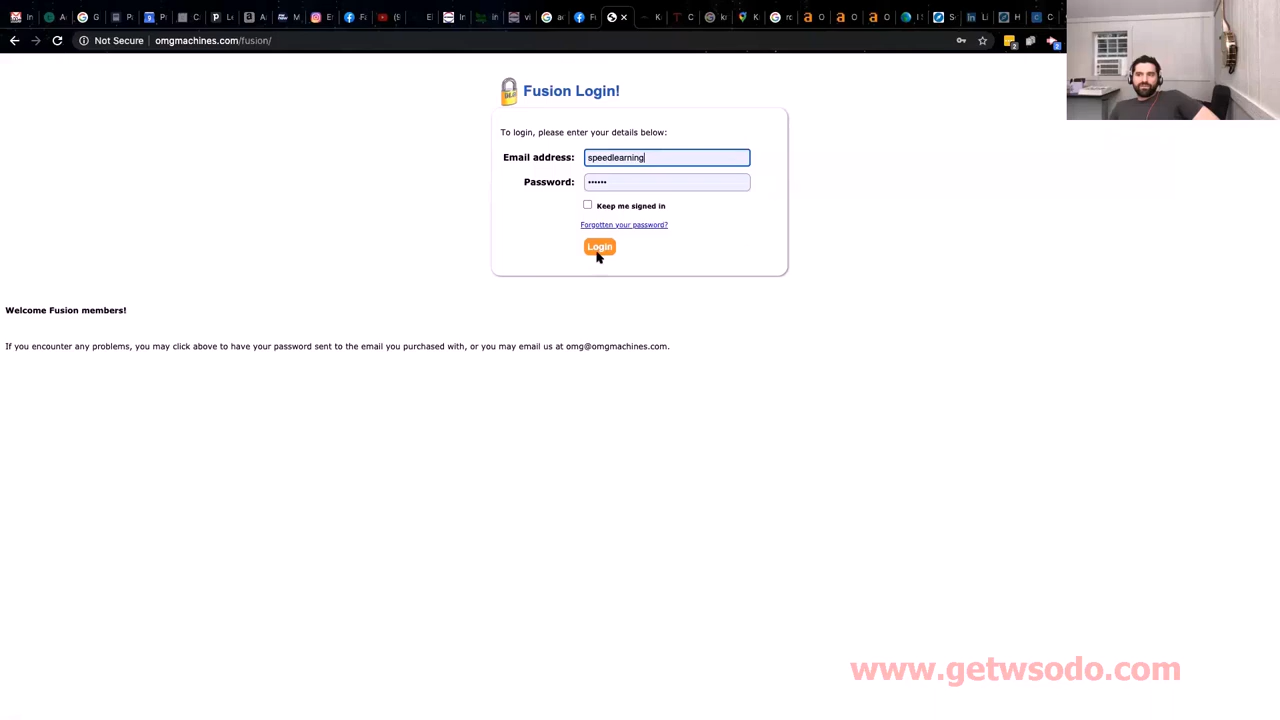 Not Secure omgmachines.com/fusion/
Fusion Login!
To login, please enter your details below:
Email address: speedlearning
Password: ••••••
Keep me signed in
Forgotten your password?
Login
Welcome Fusion members!
If you encounter any problems, you may click above to have your password sent to the email you purchased with, or you may email us at omg@omgmachines.com.
www.getwsodo.com